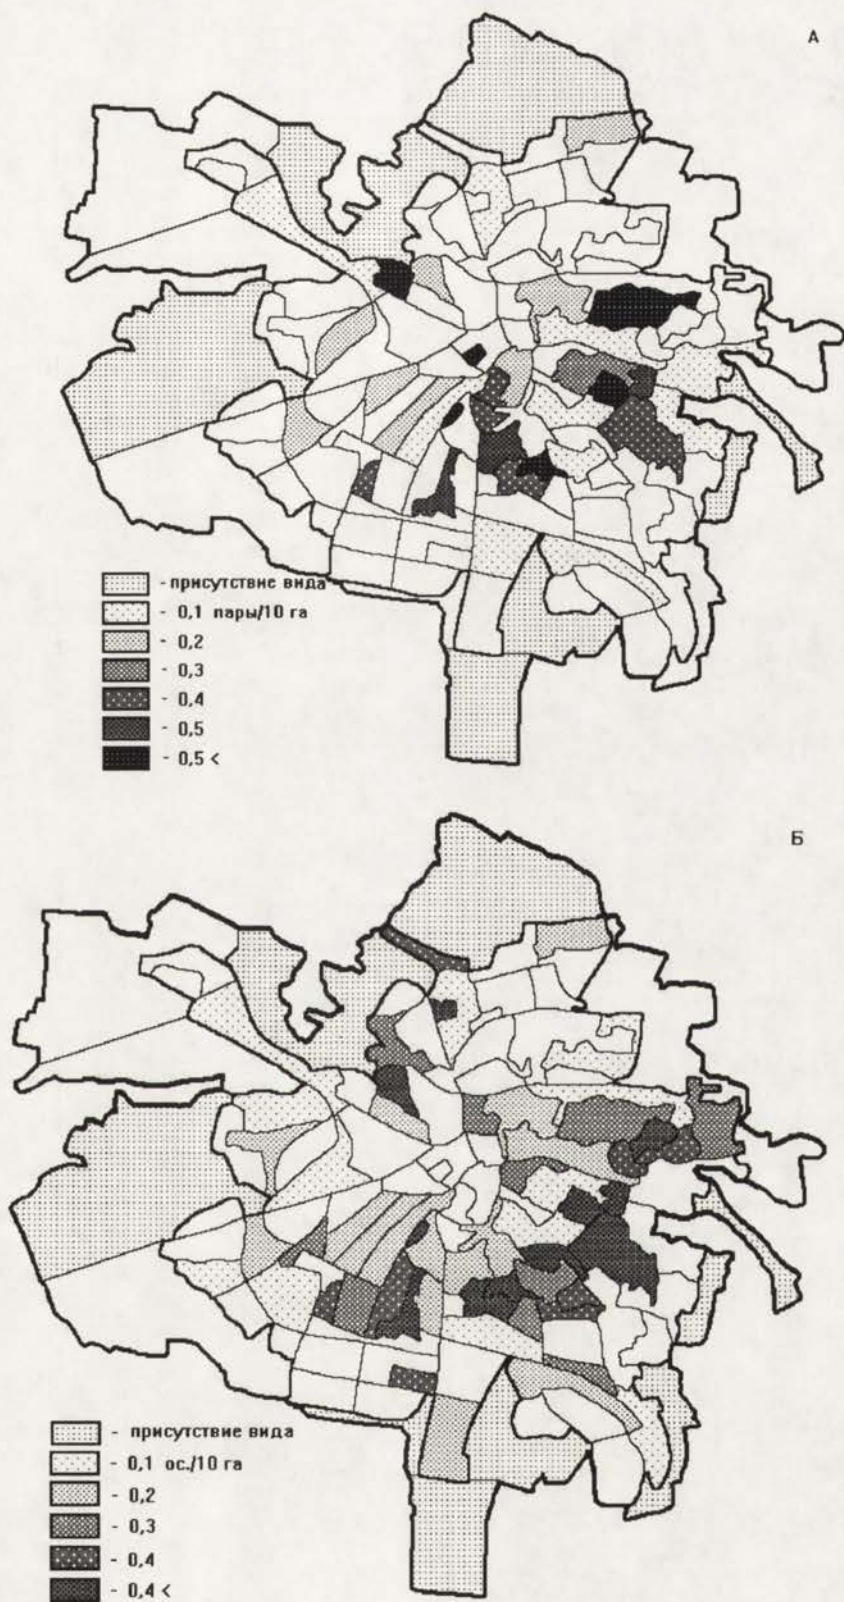 А
- присутствие вида
- 0,1 пары/10 га
- 0,2
- 0,3
- 0,4
- 0,5
- 0,5 <
Б
- присутствие вида
- 0,1 ос./10 га
- 0,2
- 0,3
- 0,4
- 0,4 <